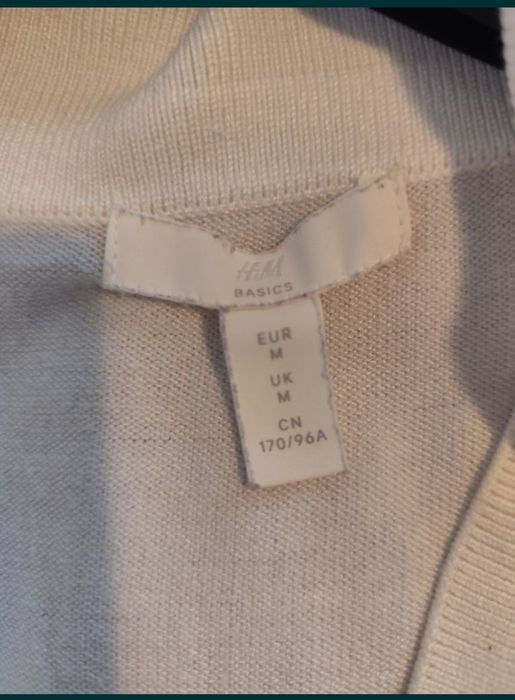 H&M
BASICS
EUR
M
UK
M
CN
170/96A